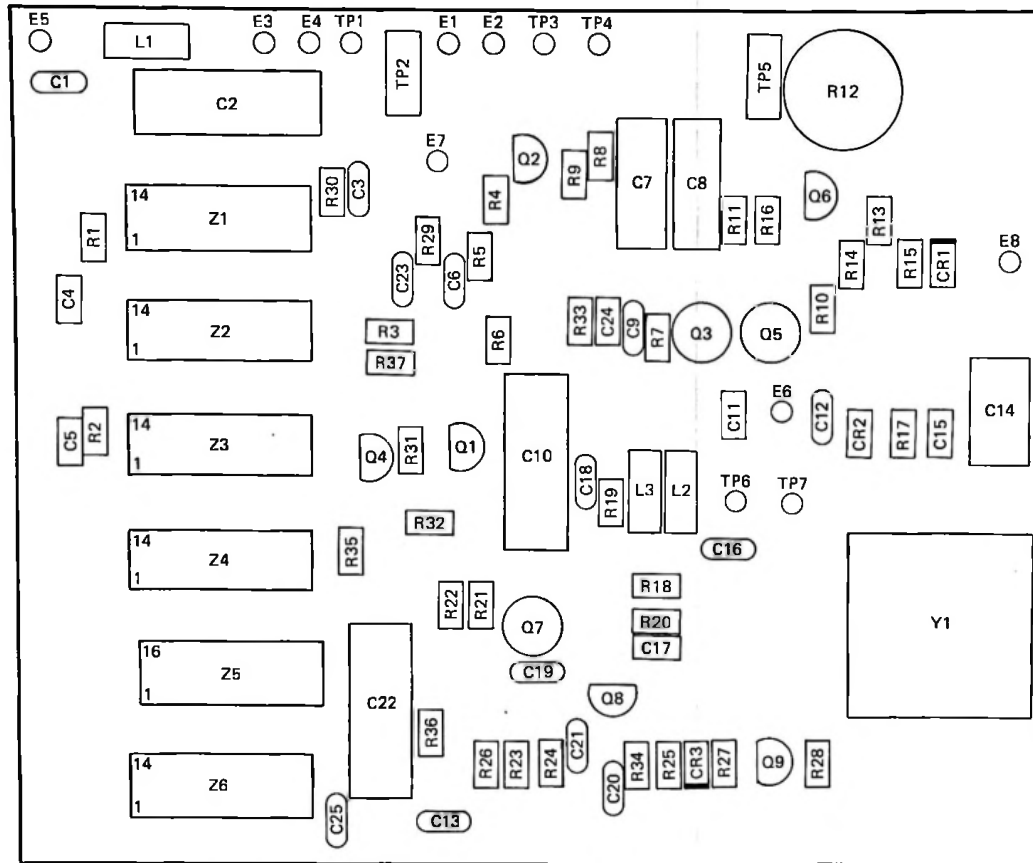 E5
E3
E4
TP1
E1
E2
TP3
TP4
L1
TP2
TP5
R12
C1
C2
E7
Q2
R9
R8
C7
C8
R30
C3
R4
R11
R16
Q6
14
Z1
1
R1
R29
R5
R13
C23
C6
R14
R15
CR1
E8
C4
14
Z2
1
R3
R37
R6
R33
C24
C9
R7
Q3
Q5
R10
C5
R2
14
Z3
1
Q4
R31
Q1
C10
C11
E6
C12
CR2
R17
C15
C14
C18
R19
L3
L2
TP6
TP7
R32
14
Z4
1
R35
C16
R22
R21
Q7
R18
R20
C17
Y1
16
Z5
1
C22
C19
Q8
R36
14
Z6
1
R26
R23
R24
C21
C20
R34
R25
CR3
R27
Q9
R28
C25
C13